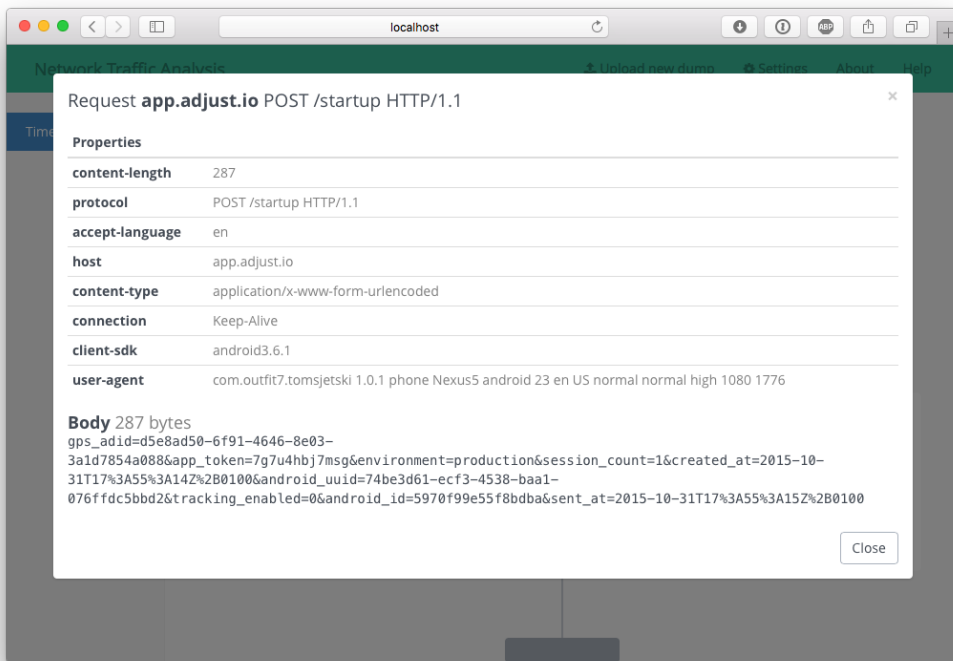 localhost
ABP
Network Traffic Analysis
Upload new dump
Settings
About
Help
Time
Request app.adjust.io POST /startup HTTP/1.1
×
Properties
content-length 287
protocol POST /startup HTTP/1.1
accept-language en
host app.adjust.io
content-type application/x-www-form-urlencoded
connection Keep-Alive
client-sdk android3.6.1
user-agent com.outfit7.tomsjetski 1.0.1 phone Nexus5 android 23 en US normal normal high 1080 1776
Body 287 bytes
gps_adid=d5e8ad50-6f91-4646-8e03-
3a1d7854a088&app_token=7g7u4hbj7msg&environment=production&session_count=1&created_at=2015-10-
31T17%3A55%3A14Z%2B0100&android_uuid=74be3d61-ecf3-4538-baa1-
076ffdc5bbd2&tracking_enabled=0&android_id=5970f99e55f8bdba&sent_at=2015-10-31T17%3A55%3A15Z%2B0100
Close